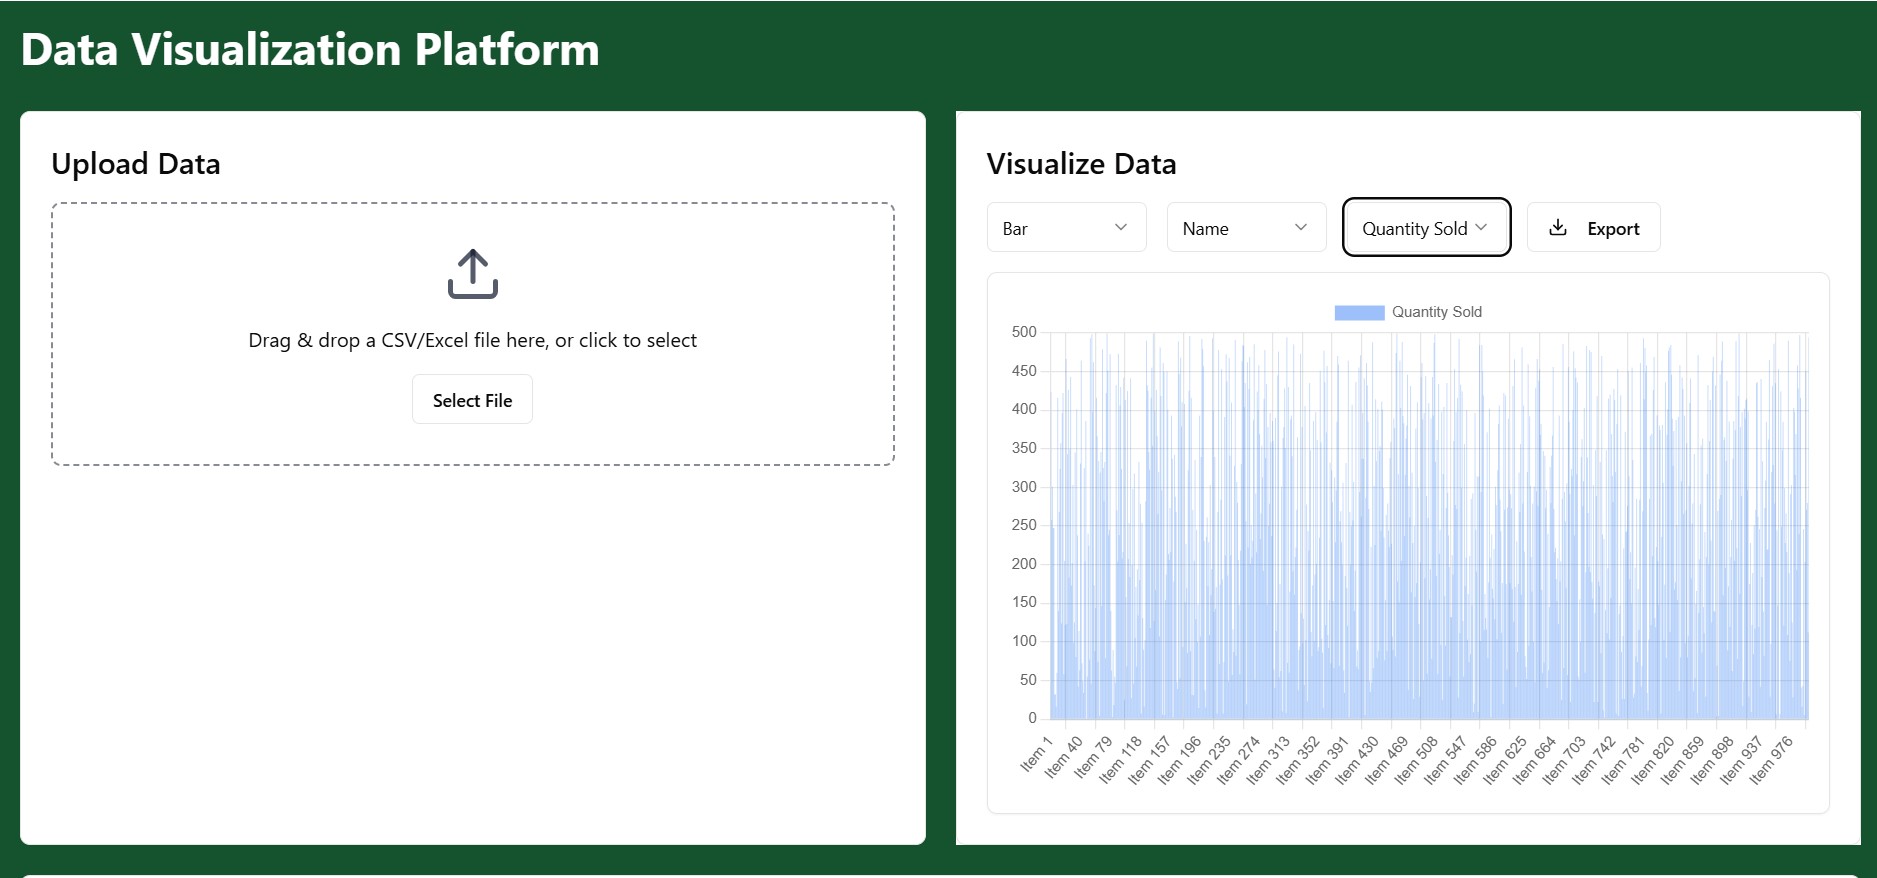 Data Visualization Platform
Upload Data
Drag & drop a CSV/Excel file here, or click to select
Select File
Visualize Data
Bar
Name
Quantity Sold
Export
Quantity Sold
500
450
400
350
300
250
200
150
100
50
0
Item 1
Item 40
Item 79
Item 118
Item 157
Item 196
Item 235
Item 274
Item 313
Item 352
Item 391
Item 430
Item 469
Item 508
Item 547
Item 586
Item 625
Item 664
Item 703
Item 742
Item 781
Item 820
Item 859
Item 898
Item 937
Item 976